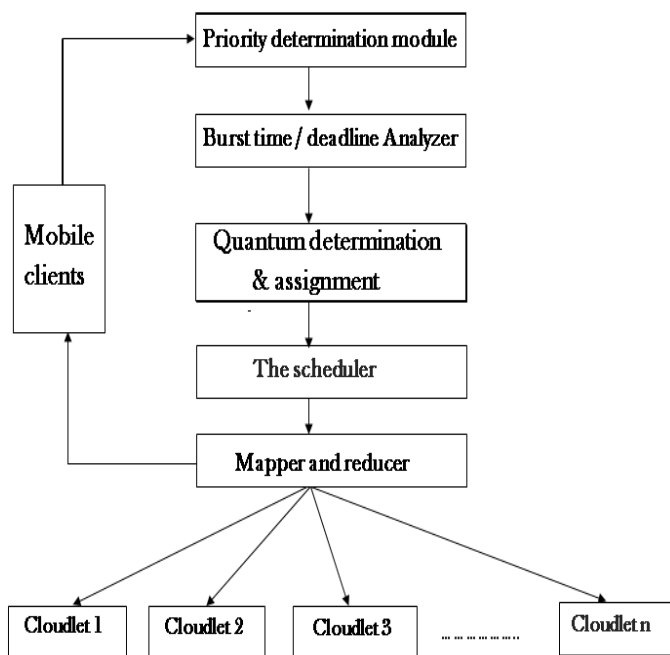 Priority determination module
Burst time / deadline Analyzer
Mobile
clients
Quantum determination
& assignment
The scheduler
Mapper and reducer
Cloudlet 1
Cloudlet 2
Cloudlet 3
................
Cloudlet n